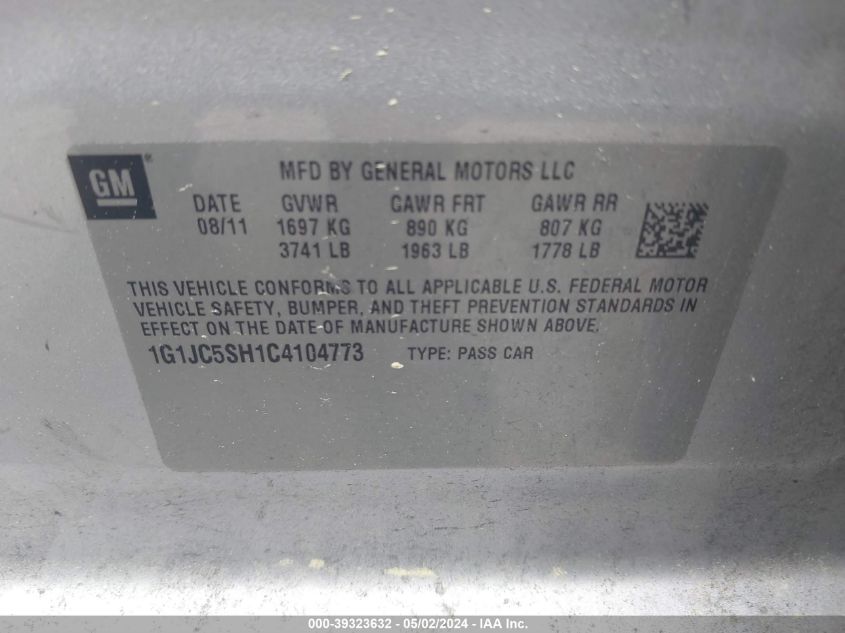 GM®
MFD BY GENERAL MOTORS LLC
DATE GVWR GAWR FRT GAWR RR
08/11 1697 KG 890 KG 807 KG
3741 LB 1963 LB 1778 LB
THIS VEHICLE CONFORMS TO ALL APPLICABLE U.S. FEDERAL MOTOR
VEHICLE SAFETY, BUMPER, AND THEFT PREVENTION STANDARDS IN
EFFECT ON THE DATE OF MANUFACTURE SHOWN ABOVE.
1G1JC5SH1C4104773 TYPE: PASS CAR
000-39323632 - 05/02/2024 - IAA Inc.